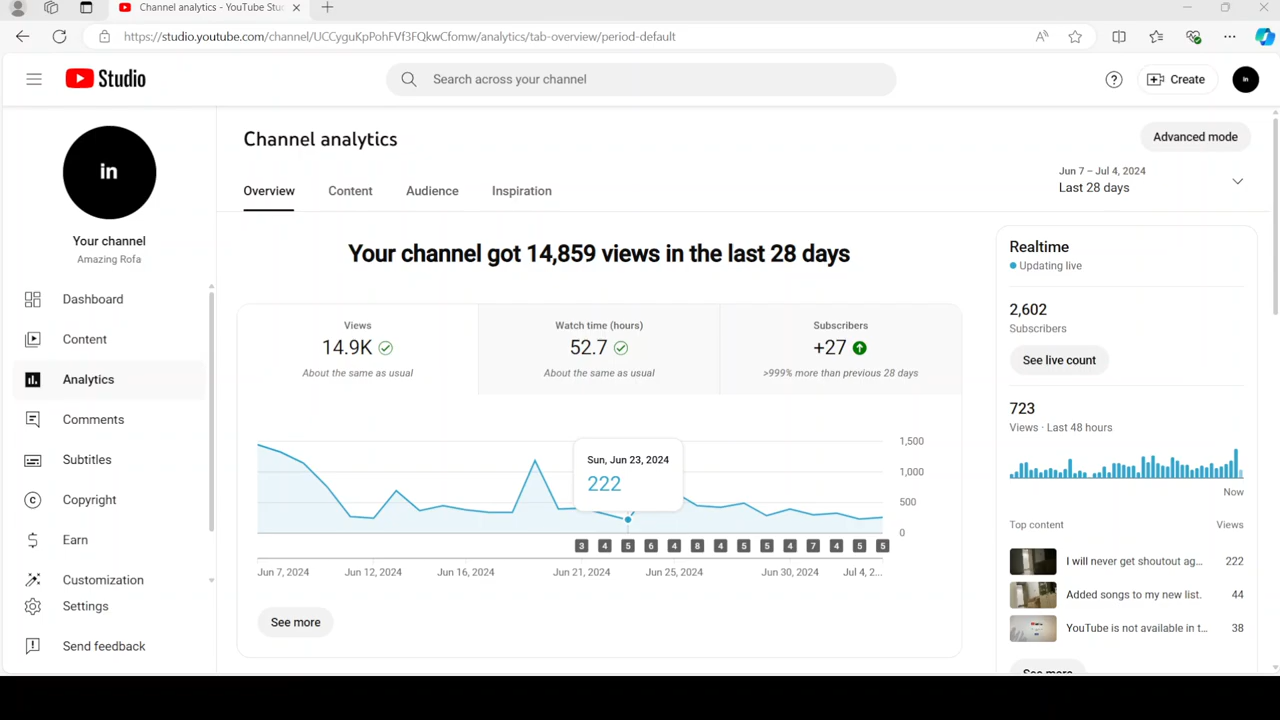 Channel analytics - YouTube Stu
https://studio.youtube.com/channel/UCCyguKpPohFVf3FQkwCfomw/analytics/tab-overview/period-default
Studio
Search across your channel
Create
in
in
Your channel
Amazing Rofa
Dashboard
Content
Analytics
Comments
Subtitles
Copyright
Earn
Customization
Settings
Send feedback
Channel analytics
Advanced mode
Overview
Content
Audience
Inspiration
Jun 7 – Jul 4, 2024
Last 28 days
Your channel got 14,859 views in the last 28 days
Views
14.9K
About the same as usual
Watch time (hours)
52.7
About the same as usual
Subscribers
+27
>999% more than previous 28 days
Sun, Jun 23, 2024
222
1,500
1,000
500
0
3 4 5 6 4 8 4 5 5 4 7 4 5 5
Jun 7, 2024 Jun 12, 2024 Jun 16, 2024 Jun 21, 2024 Jun 25, 2024 Jun 30, 2024 Jul 4, 2...
See more
Realtime
Updating live
2,602
Subscribers
See live count
723
Views · Last 48 hours
Now
Top content Views
I will never get shoutout ag... 222
Added songs to my new list. 44
YouTube is not available in t... 38
See more